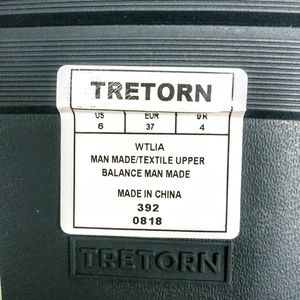 TRETORN
US EUR BR
6 37 4
WTLIA
MAN MADE/TEXTILE UPPER
BALANCE MAN MADE
MADE IN CHINA
392
0818
TRETORN